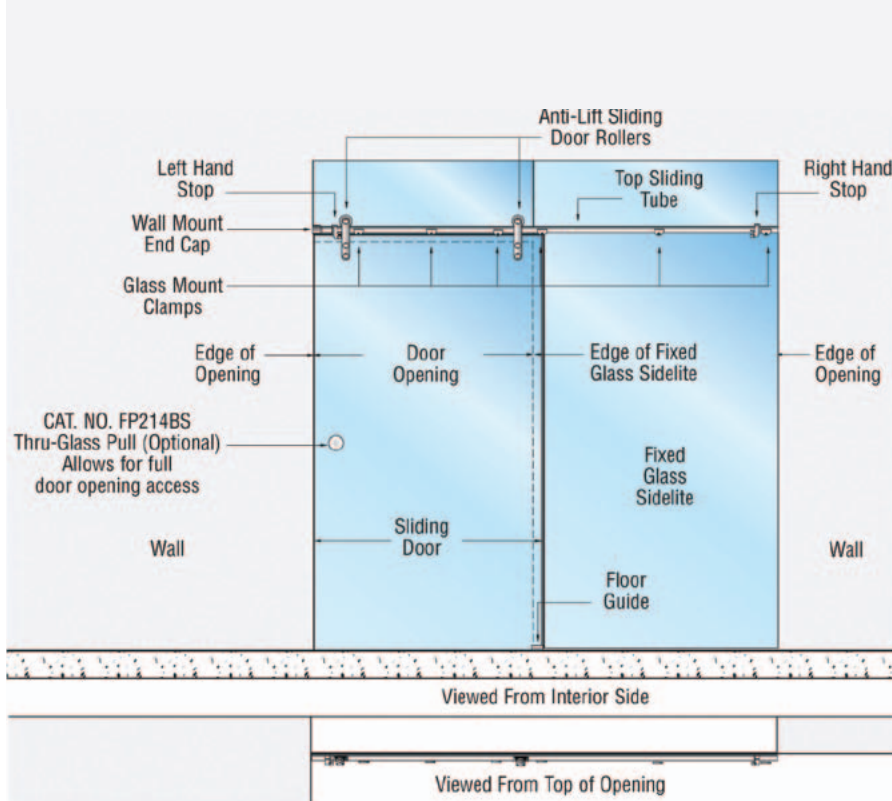 Anti-Lift Sliding
Door Rollers
Left Hand
Stop
Top Sliding
Tube
Right Hand
Stop
Wall Mount
End Cap
Glass Mount
Clamps
Edge of
Opening
Door
Opening
Edge of Fixed
Glass Sidelite
Edge of
Opening
CAT. NO. FP214BS
Thru-Glass Pull (Optional)
Allows for full
door opening access
Fixed
Glass
Sidelite
Wall
Sliding
Door
Wall
Floor
Guide
Viewed From Interior Side
Viewed From Top of Opening